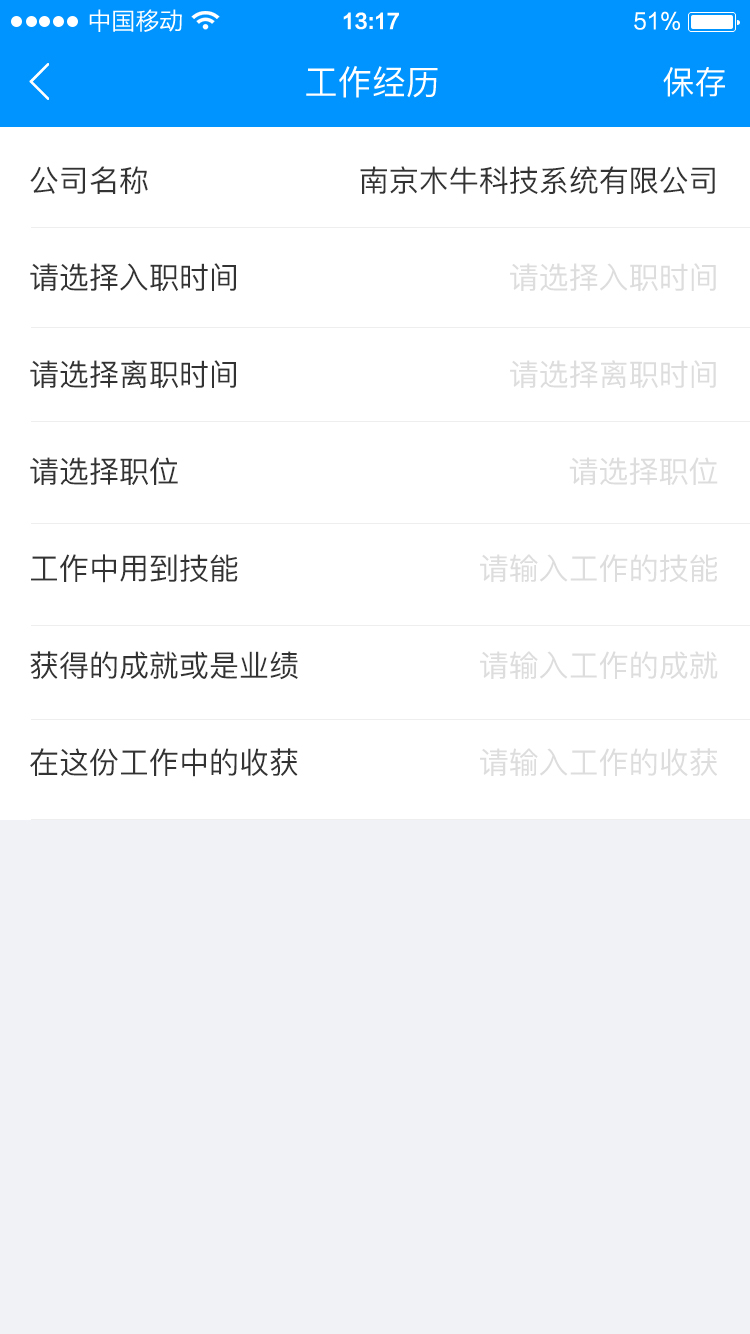 中国移动 13:17 51%
工作经历 保存
公司名称 南京木牛科技系统有限公司
请选择入职时间 请选择入职时间
请选择离职时间 请选择离职时间
请选择职位 请选择职位
工作中用到技能 请输入工作的技能
获得的成就或是业绩 请输入工作的成就
在这份工作中的收获 请输入工作的收获